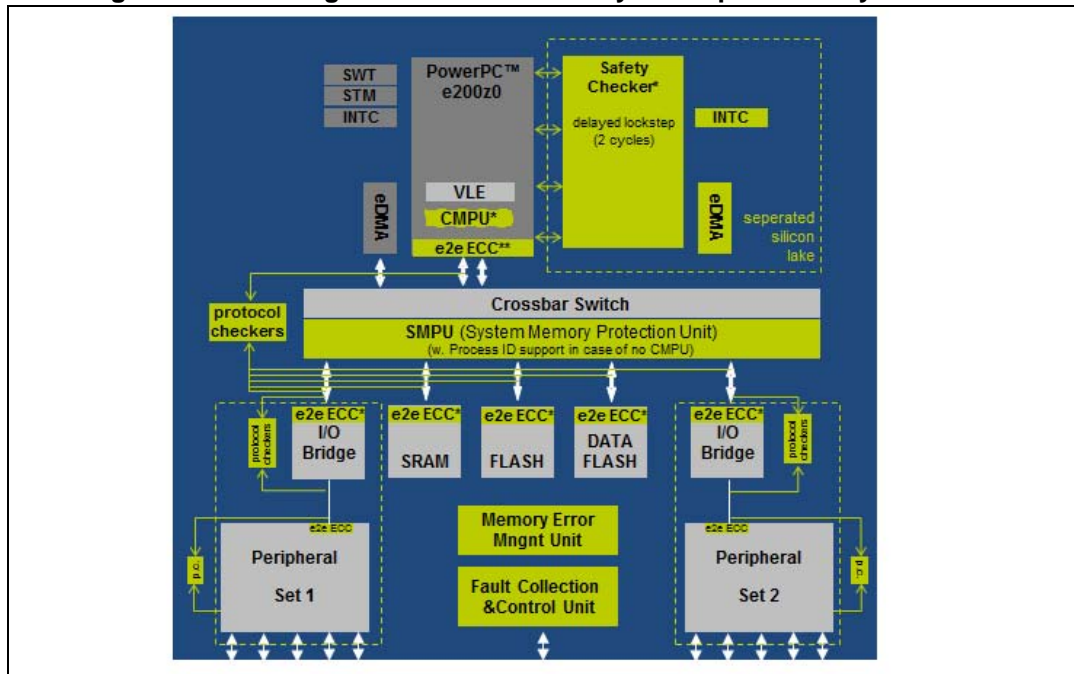 SWT
STM
INTC
PowerPC™
e200z0
Safety
Checker*
delayed lockstep
(2 cycles)
INTC
eDMA
VLE
CMPU*
e2e ECC**
eDMA
seperated
silicon
lake
protocol
checkers
Crossbar Switch
SMPU (System Memory Protection Unit)
(w. Process ID support in case of no CMPU)
e2e ECC*
I/O
Bridge
e2e ECC*
SRAM
e2e ECC*
FLASH
e2e ECC*
DATA
FLASH
e2e ECC*
I/O
Bridge
protocol
checkers
protocol
checkers
e2e ECC
Peripheral
Set 1
p.c.
Memory Error
Mngnt Unit
Fault Collection
&Control Unit
e2e ECC
Peripheral
Set 2
p.c.